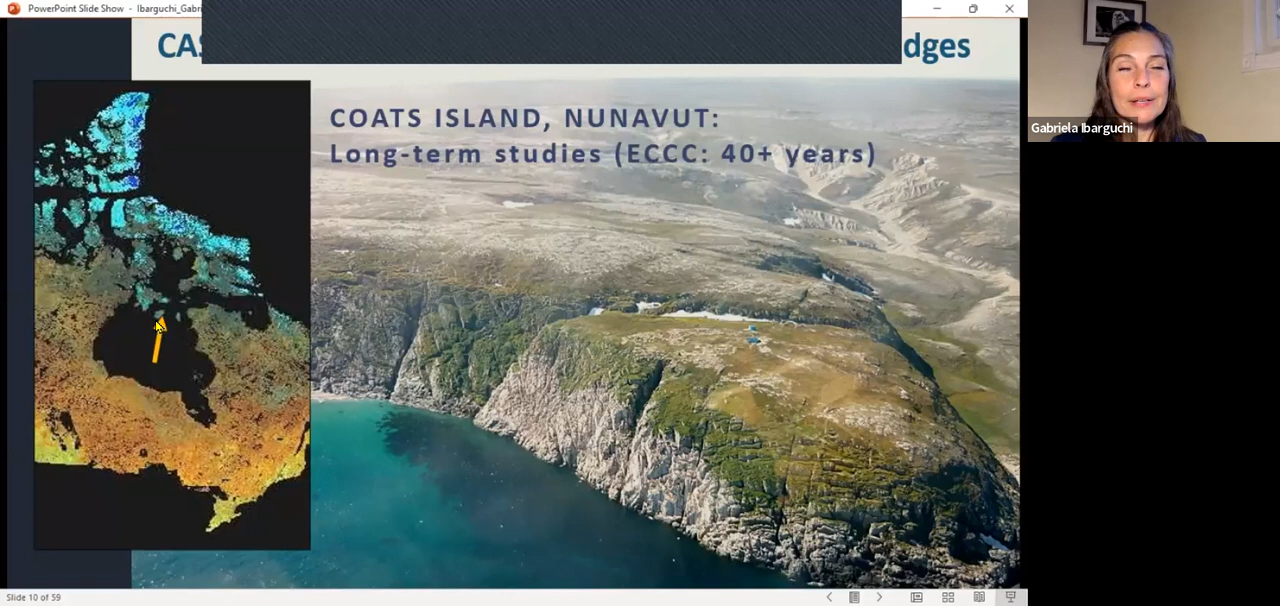 PowerPoint Slide Show - Ibarguchi_Gabri
CAS
dges
COATS ISLAND, NUNAVUT:
Long-term studies (ECCC: 40+ years)
Gabriela Ibarguchi
Slide 10 of 59